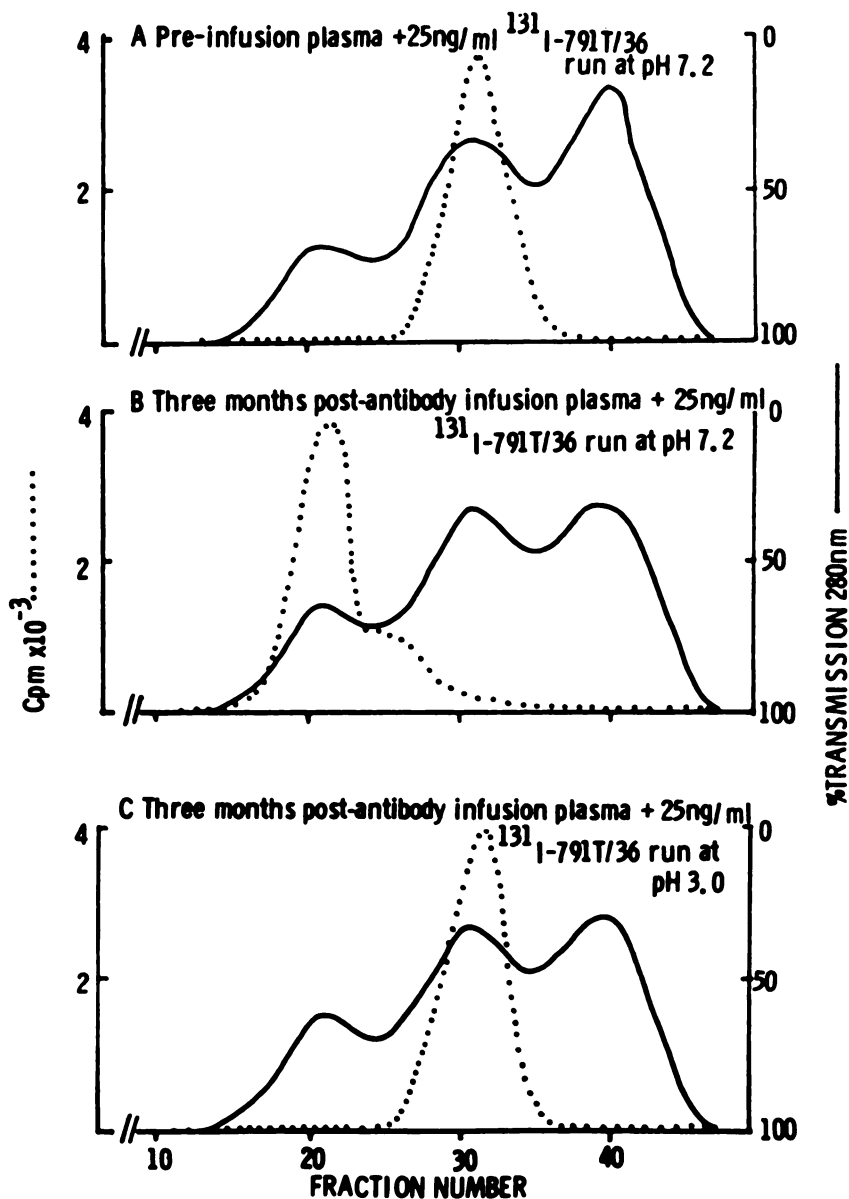 A Pre-infusion plasma +25ng/ml 131I-791T/36
run at pH 7.2
4
2
0
50
100
B Three months post-antibody infusion plasma + 25ng/ml
131I-791T/36 run at pH 7.2
4
2
0
50
100
Cpm x10-3
%TRANSMISSION 280nm
C Three months post-antibody infusion plasma + 25ng/ml
131I-791T/36 run at
pH 3.0
4
2
0
50
100
10 20 30 40
FRACTION NUMBER